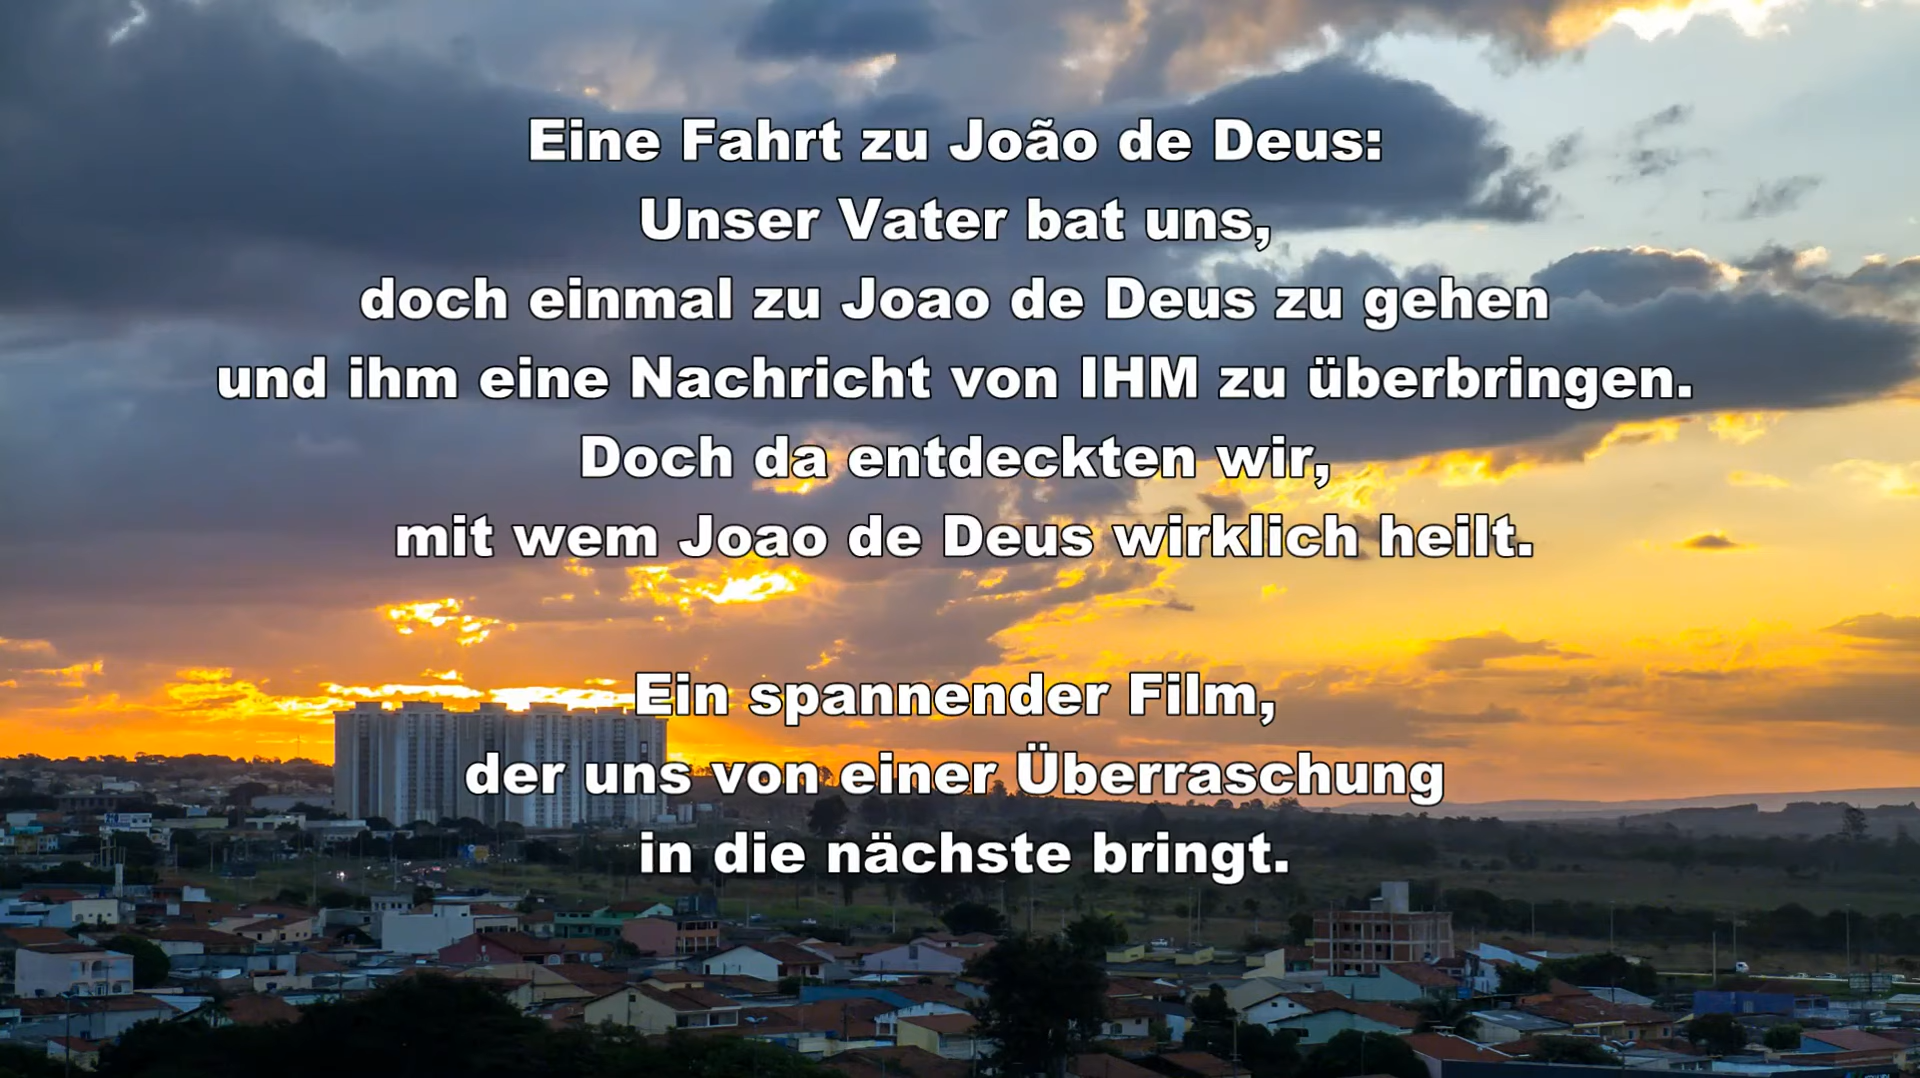 Eine Fahrt zu João de Deus:
Unser Vater bat uns,
doch einmal zu Joao de Deus zu gehen
und ihm eine Nachricht von IHM zu überbringen.
Doch da entdeckten wir,
mit wem Joao de Deus wirklich heilt.
Ein spannender Film,
der uns von einer Überraschung
in die nächste bringt.